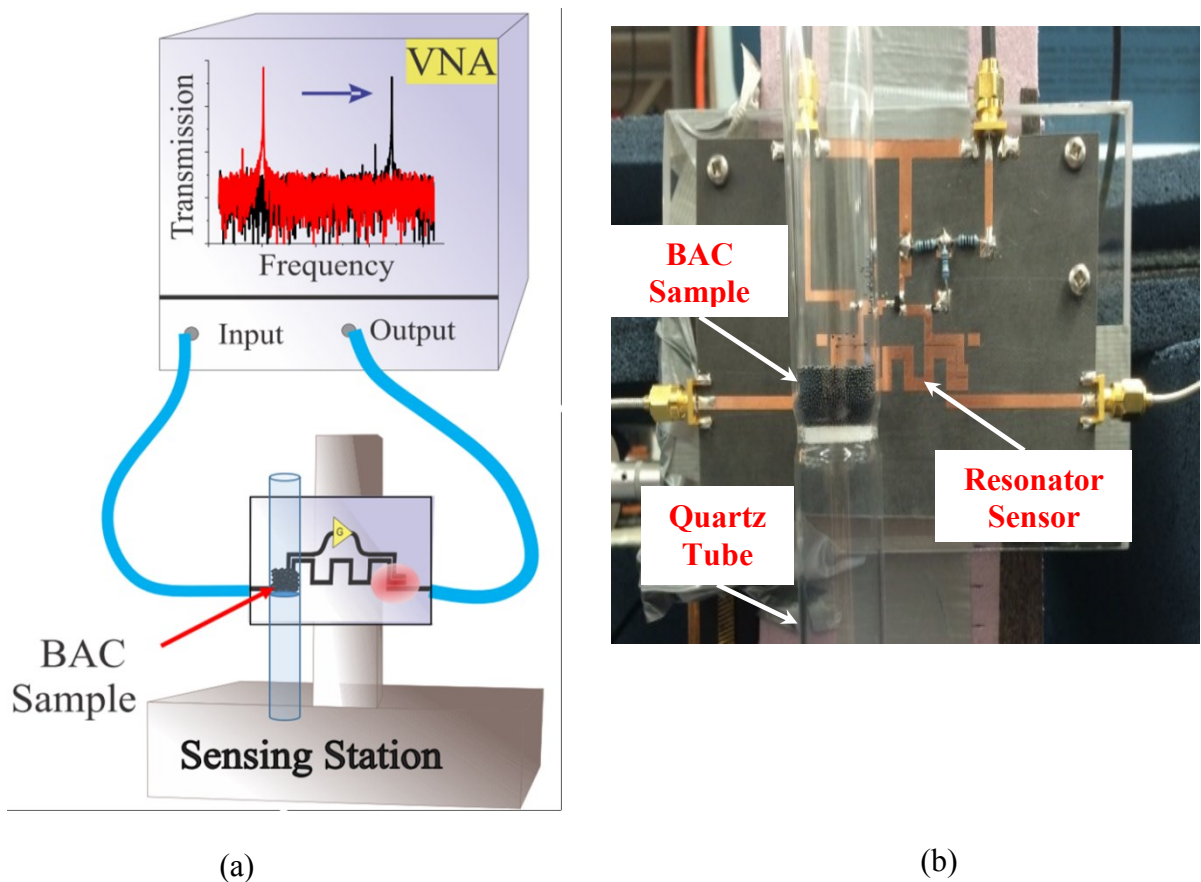 VNA
Transmission
Frequency
Input
Output
G
BAC
Sample
Sensing Station
(a)
BAC
Sample
Resonator
Sensor
Quartz
Tube
(b)